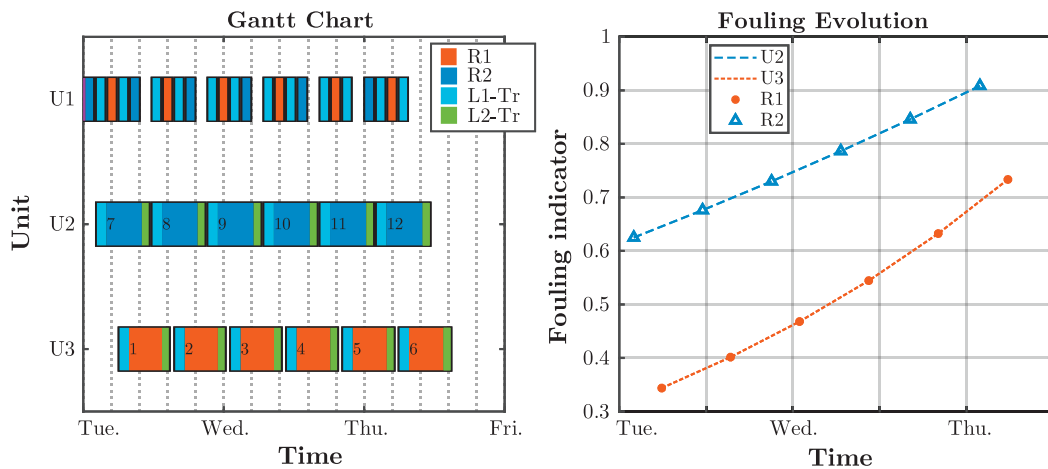 Gantt Chart
R1
R2
L1-Tr
L2-Tr
U1
U2
U3
Unit
7 8 9 10 11 12
1 2 3 4 5 6
Tue. Wed. Thu. Fri.
Time
Fouling Evolution
U2
U3
R1
R2
1
0.9
0.8
0.7
0.6
0.5
0.4
0.3
Fouling indicator
Tue. Wed. Thu.
Time